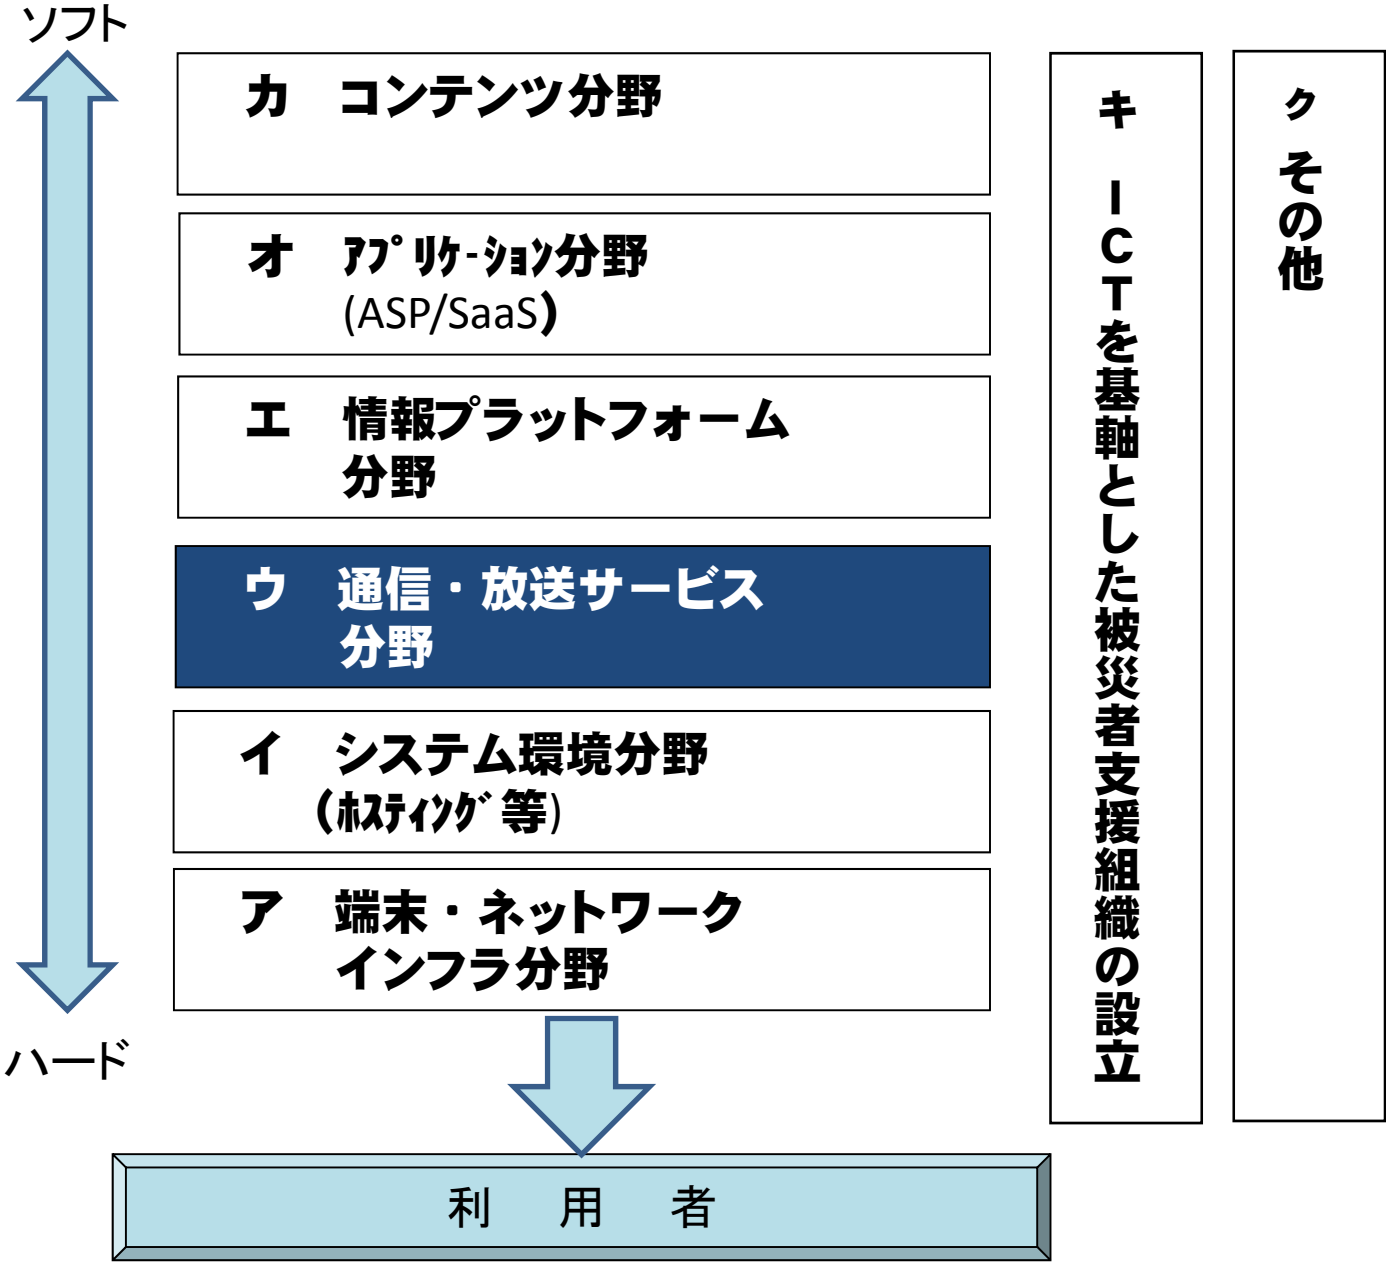 ソフト
カ　コンテンツ分野
オ　ｱﾌﾟﾘｹ-ｼｮﾝ分野
(ASP/SaaS)
エ　情報プラットフォーム
分野
ウ　通信・放送サービス
分野
イ　システム環境分野
(ﾎｽﾃｨﾝｸﾞ等)
ア　端末・ネットワーク
インフラ分野
ハード
利　用　者
キ　ＩＣＴを基軸とした被災者支援組織の設立
ク　その他